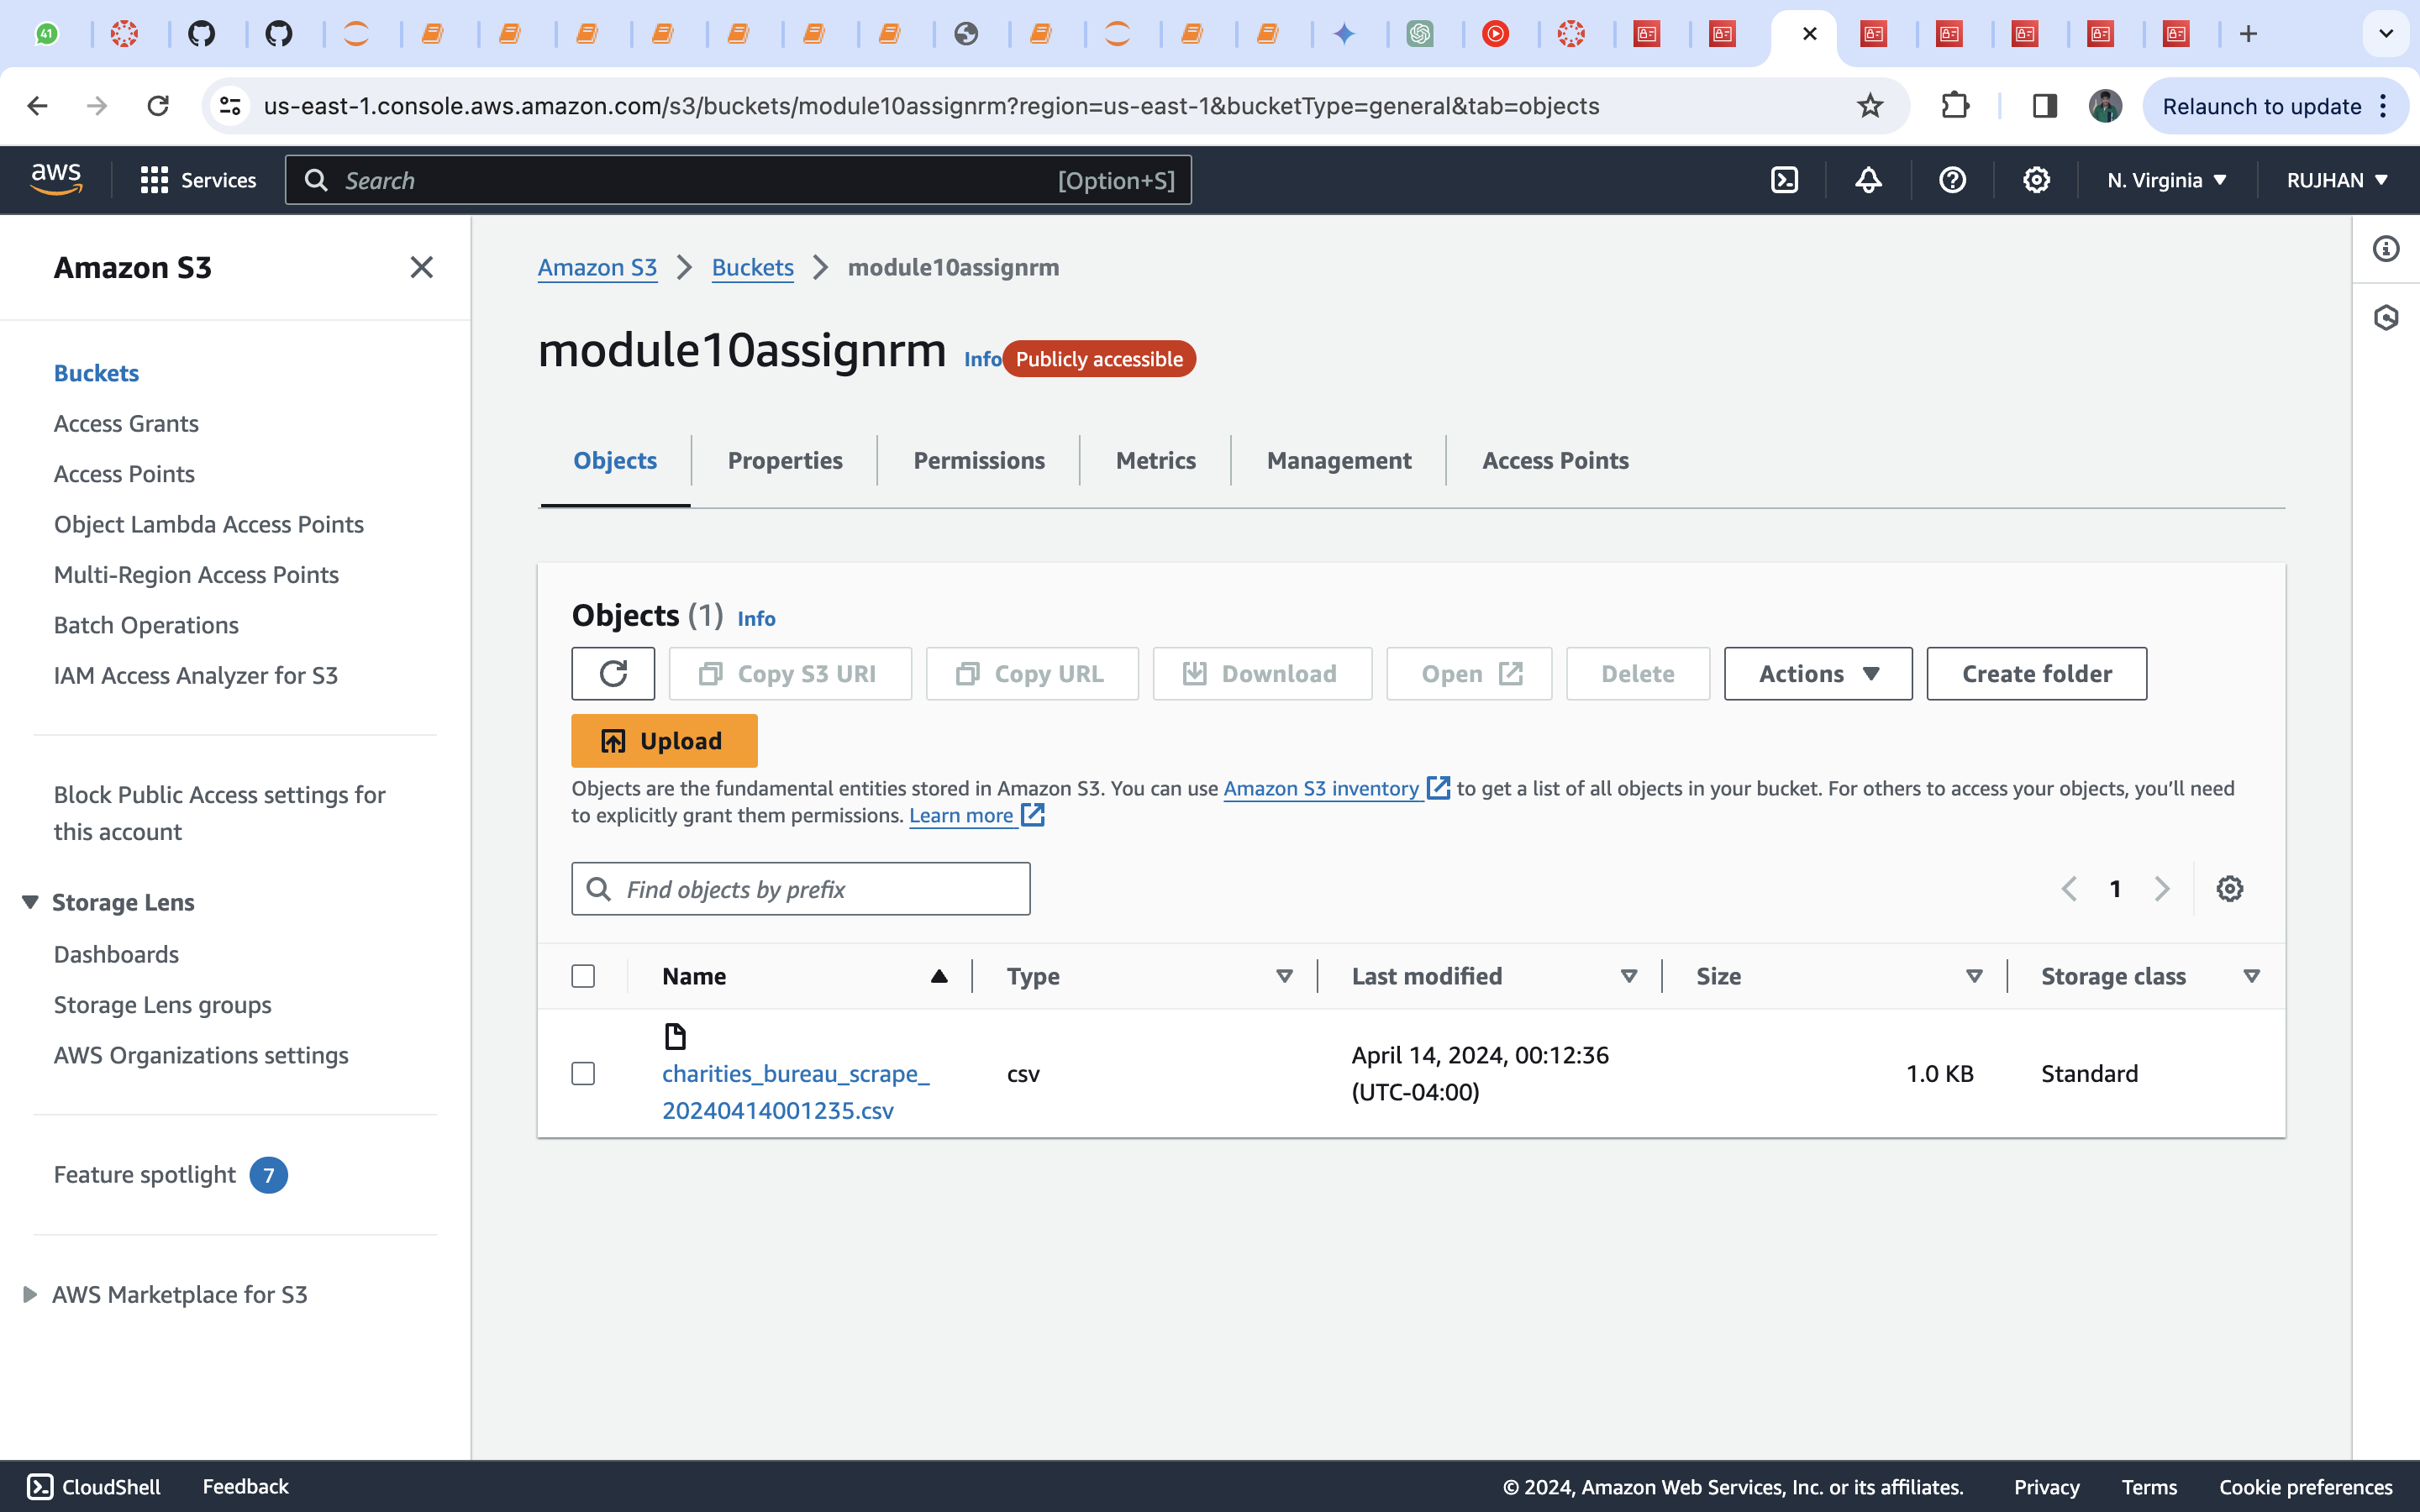 41
us-east-1.console.aws.amazon.com/s3/buckets/module10assignrm?region=us-east-1&bucketType=general&tab=objects
Relaunch to update
aws
Services
Search
[Option+S]
N. Virginia
RUJHAN
Amazon S3
Buckets
Access Grants
Access Points
Object Lambda Access Points
Multi-Region Access Points
Batch Operations
IAM Access Analyzer for S3
Block Public Access settings for
this account
Storage Lens
Dashboards
Storage Lens groups
AWS Organizations settings
Feature spotlight 7
AWS Marketplace for S3
Amazon S3 Buckets module10assignrm
module10assignrm Info Publicly accessible
Objects Properties Permissions Metrics Management Access Points
Objects (1) Info
Copy S3 URI Copy URL Download Open Delete Actions Create folder
Upload
Objects are the fundamental entities stored in Amazon S3. You can use Amazon S3 inventory to get a list of all objects in your bucket. For others to access your objects, you’ll need
to explicitly grant them permissions. Learn more
Find objects by prefix
1
Name Type Last modified Size Storage class
charities_bureau_scrape_
20240414001235.csv
csv
April 14, 2024, 00:12:36
(UTC-04:00)
1.0 KB
Standard
CloudShell Feedback
© 2024, Amazon Web Services, Inc. or its affiliates. Privacy Terms Cookie preferences